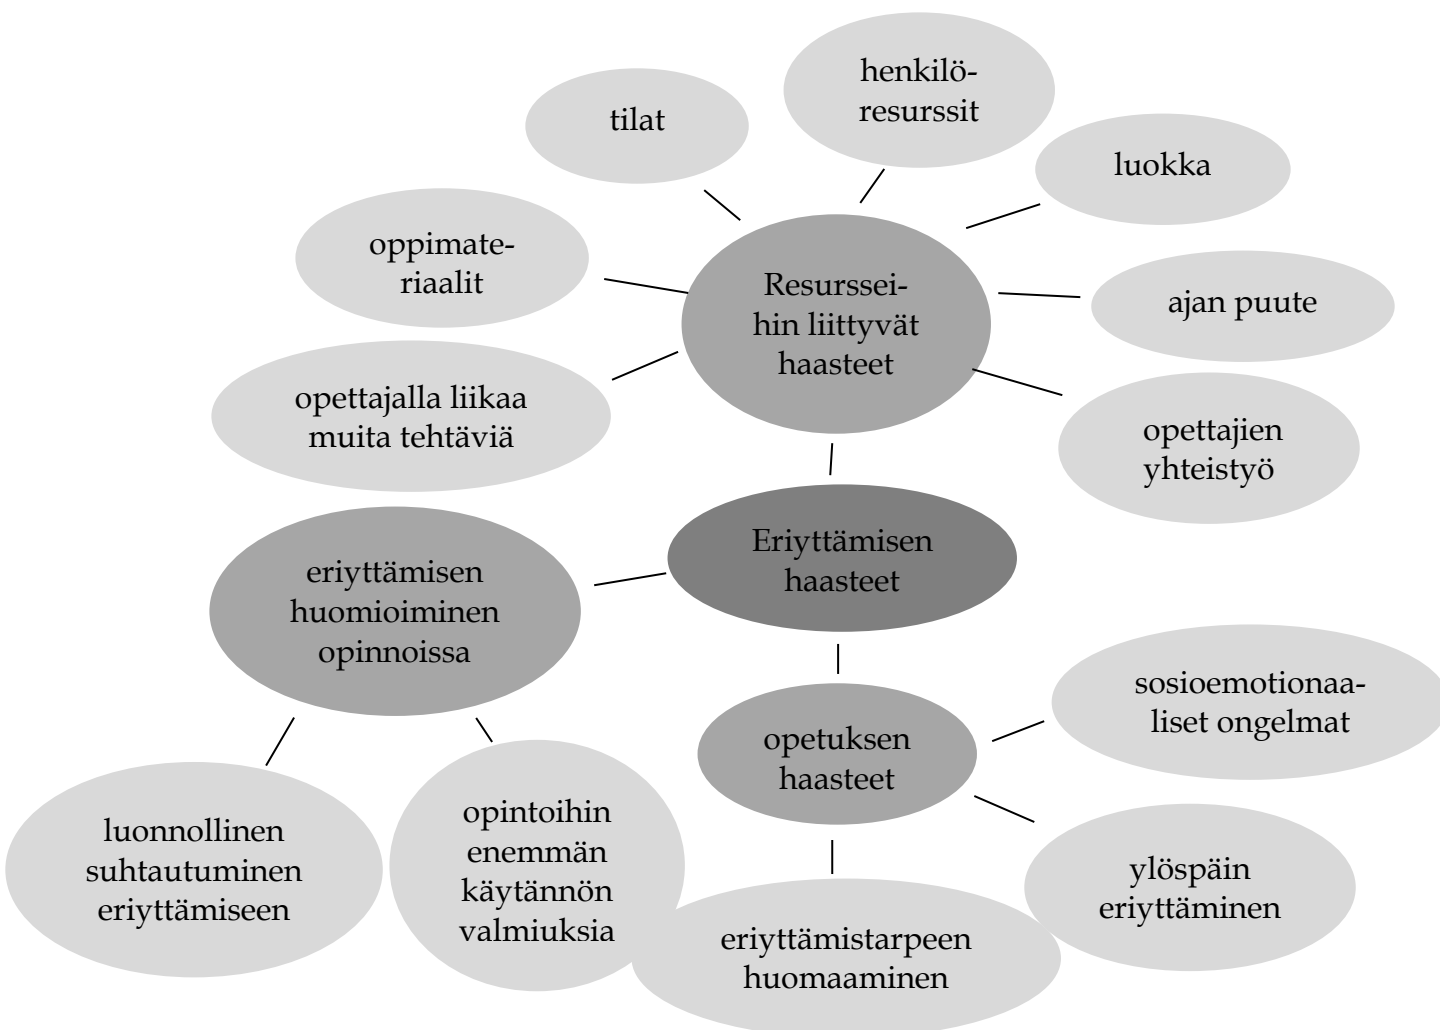 henkilö-
resurssit
tilat
luokka
oppimate-
riaalit
Resurssei-
hin liittyvät
haasteet
ajan puute
opettajalla liikaa
muita tehtäviä
opettajien
yhteistyö
Eriyttämisen
haasteet
eriyttämisen
huomioiminen
opinnoissa
sosioemotionaa-
liset ongelmat
opetuksen
haasteet
luonnollinen
suhtautuminen
eriyttämiseen
opintoihin
enemmän
käytännön
valmiuksia
ylöspäin
eriyttäminen
eriyttämistarpeen
huomaaminen